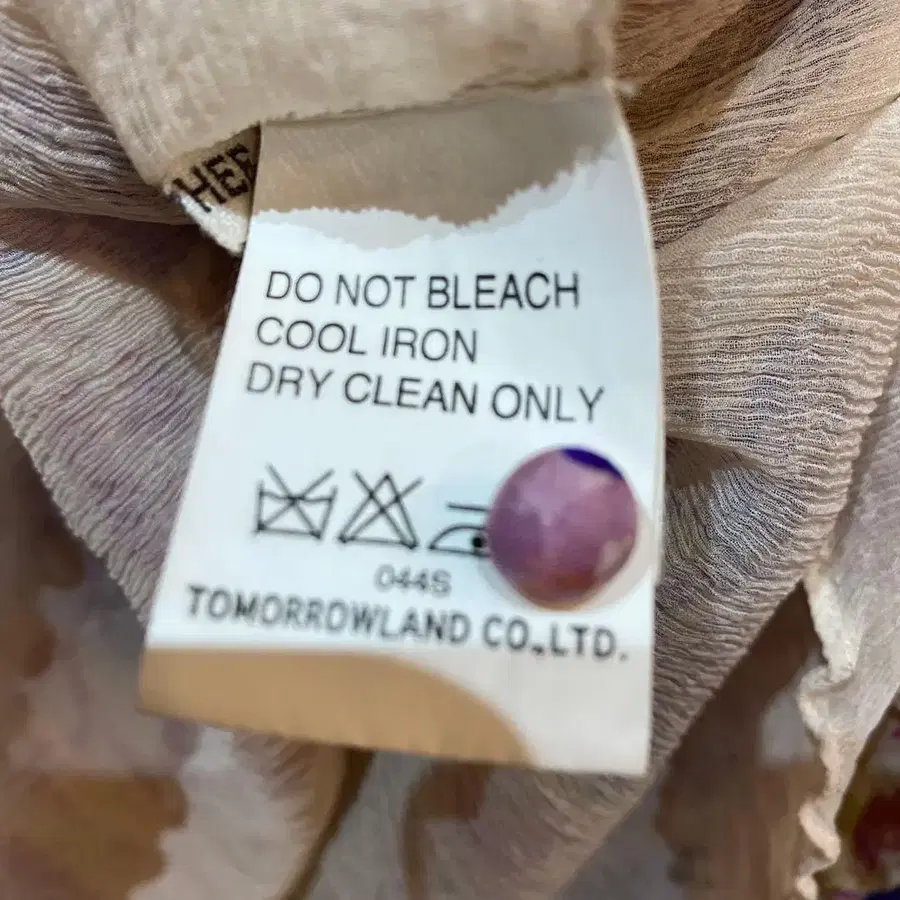 DO NOT BLEACH
COOL IRON
DRY CLEAN ONLY
044S
TOMORROWLAND CO.,LTD.